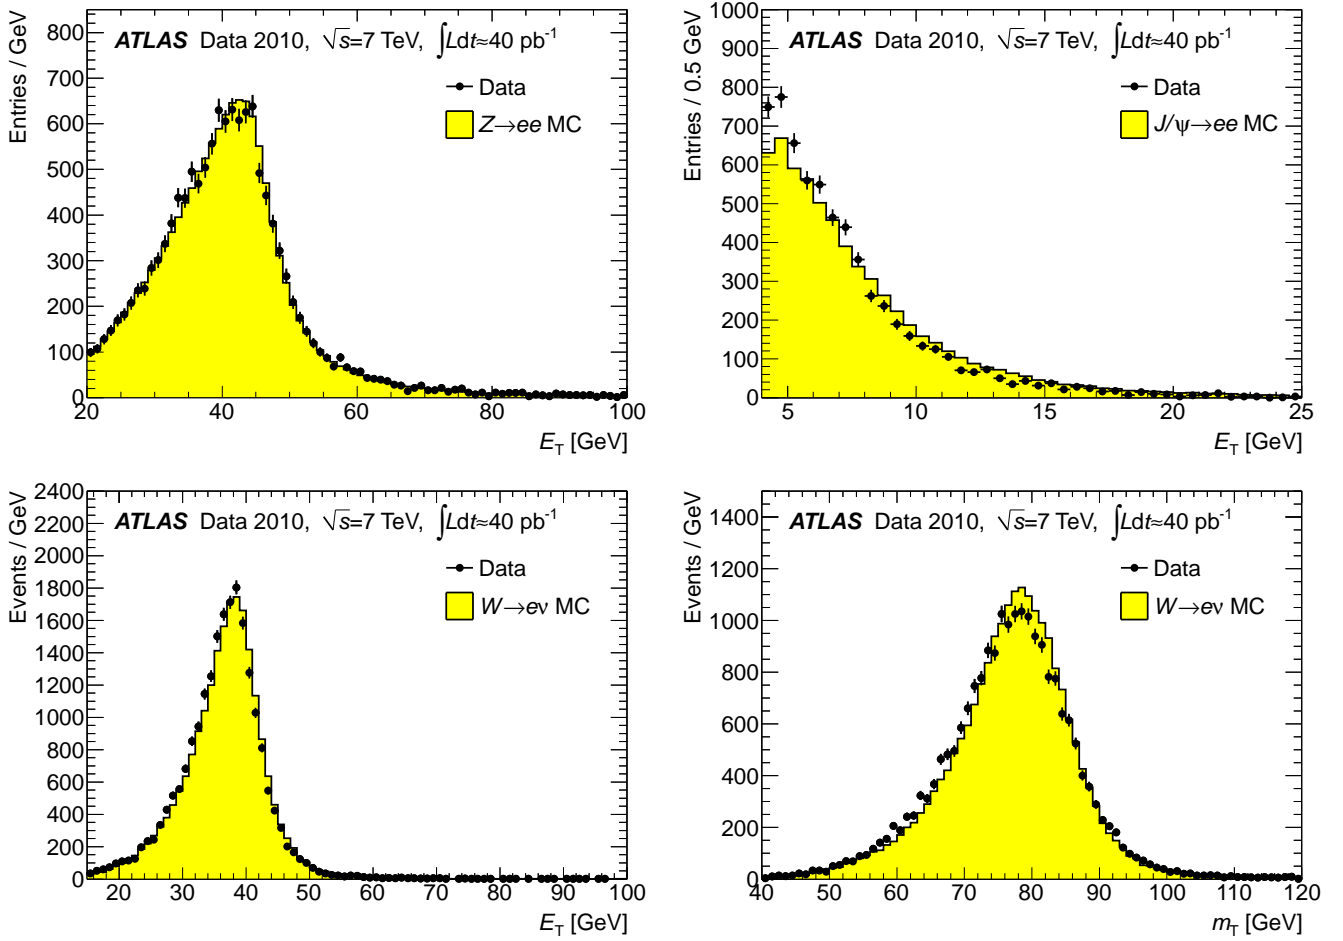 Entries / GeV
800
700
600
500
400
300
200
100
0
ATLAS Data 2010, √s=7 TeV, ∫Ldt≈40 pb⁻¹
Data
Z→ee MC
20 40 60 80 100
E_T [GeV]
Entries / 0.5 GeV
1000
900
800
700
600
500
400
300
200
100
0
ATLAS Data 2010, √s=7 TeV, ∫Ldt≈40 pb⁻¹
Data
J/ψ→ee MC
5 10 15 20 25
E_T [GeV]
Events / GeV
2400
2200
2000
1800
1600
1400
1200
1000
800
600
400
200
0
ATLAS Data 2010, √s=7 TeV, ∫Ldt≈40 pb⁻¹
Data
W→eν MC
20 30 40 50 60 70 80 90 100
E_T [GeV]
Events / GeV
1400
1200
1000
800
600
400
200
0
ATLAS Data 2010, √s=7 TeV, ∫Ldt≈40 pb⁻¹
Data
W→eν MC
40 50 60 70 80 90 100 110 120
m_T [GeV]